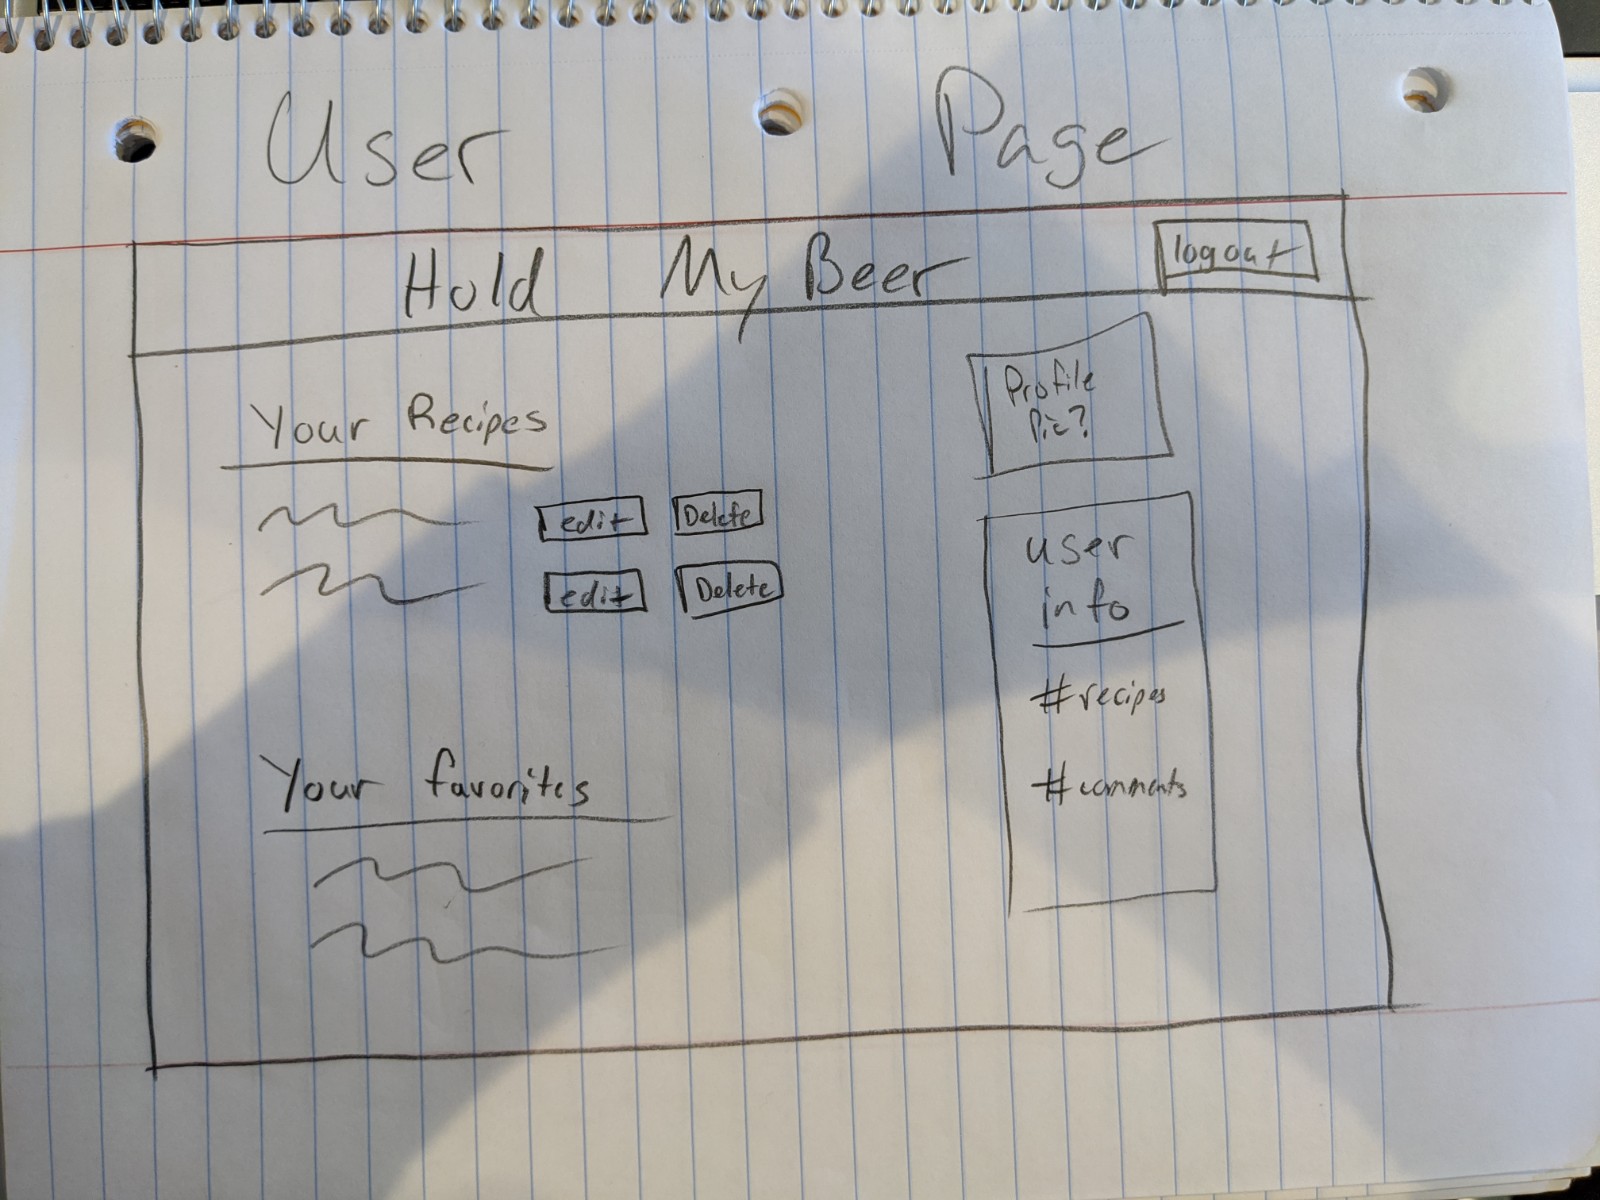 User Page
Hold My Beer
logout
Your Recipes
edit Delete
edit Delete
Your favorites
Profile
Pic?
user
info
#recipes
#comments